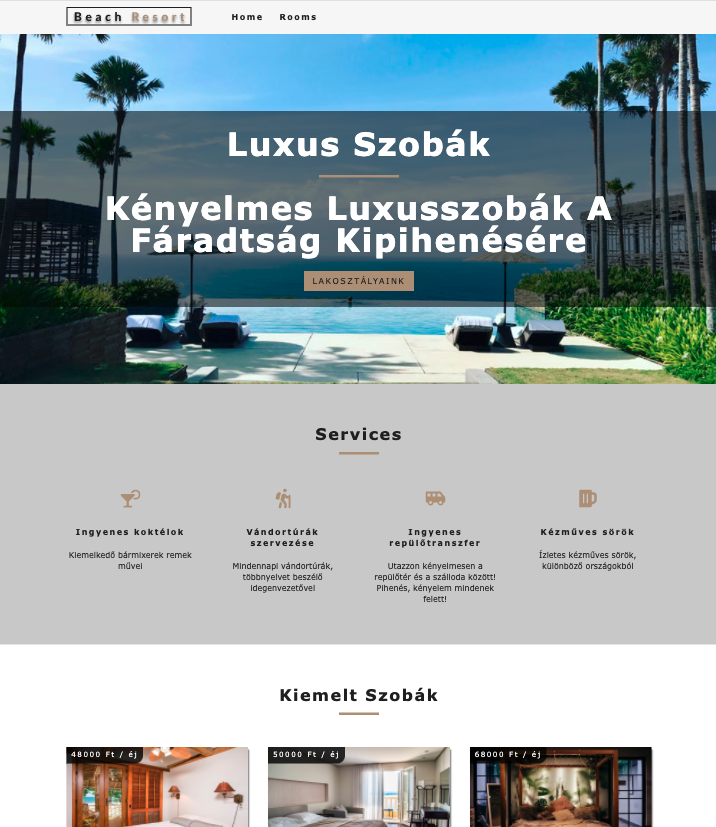 Beach Resort
Home Rooms
Luxus Szobák
Kényelmes Luxusszobák A
Fáradtság Kipihenésére
LAKOSZTÁLYAINK
Services
Ingyenes koktélok
Kiemelkedő bármixerek remek
művei
Vándortúrák
szervezése
Mindennapi vándortúrák,
többnyelvet beszélő
idegenvezetővel
Ingyenes
repülőtranszfer
Utazzon kényelmesen a
repülőtér és a szálloda között!
Pihenés, kényelem mindenek
felett!
Kézműves sörök
Ízletes kézműves sörök,
különböző országokból
Kiemelt Szobák
48000 Ft / éj
50000 Ft / éj
68000 Ft / éj